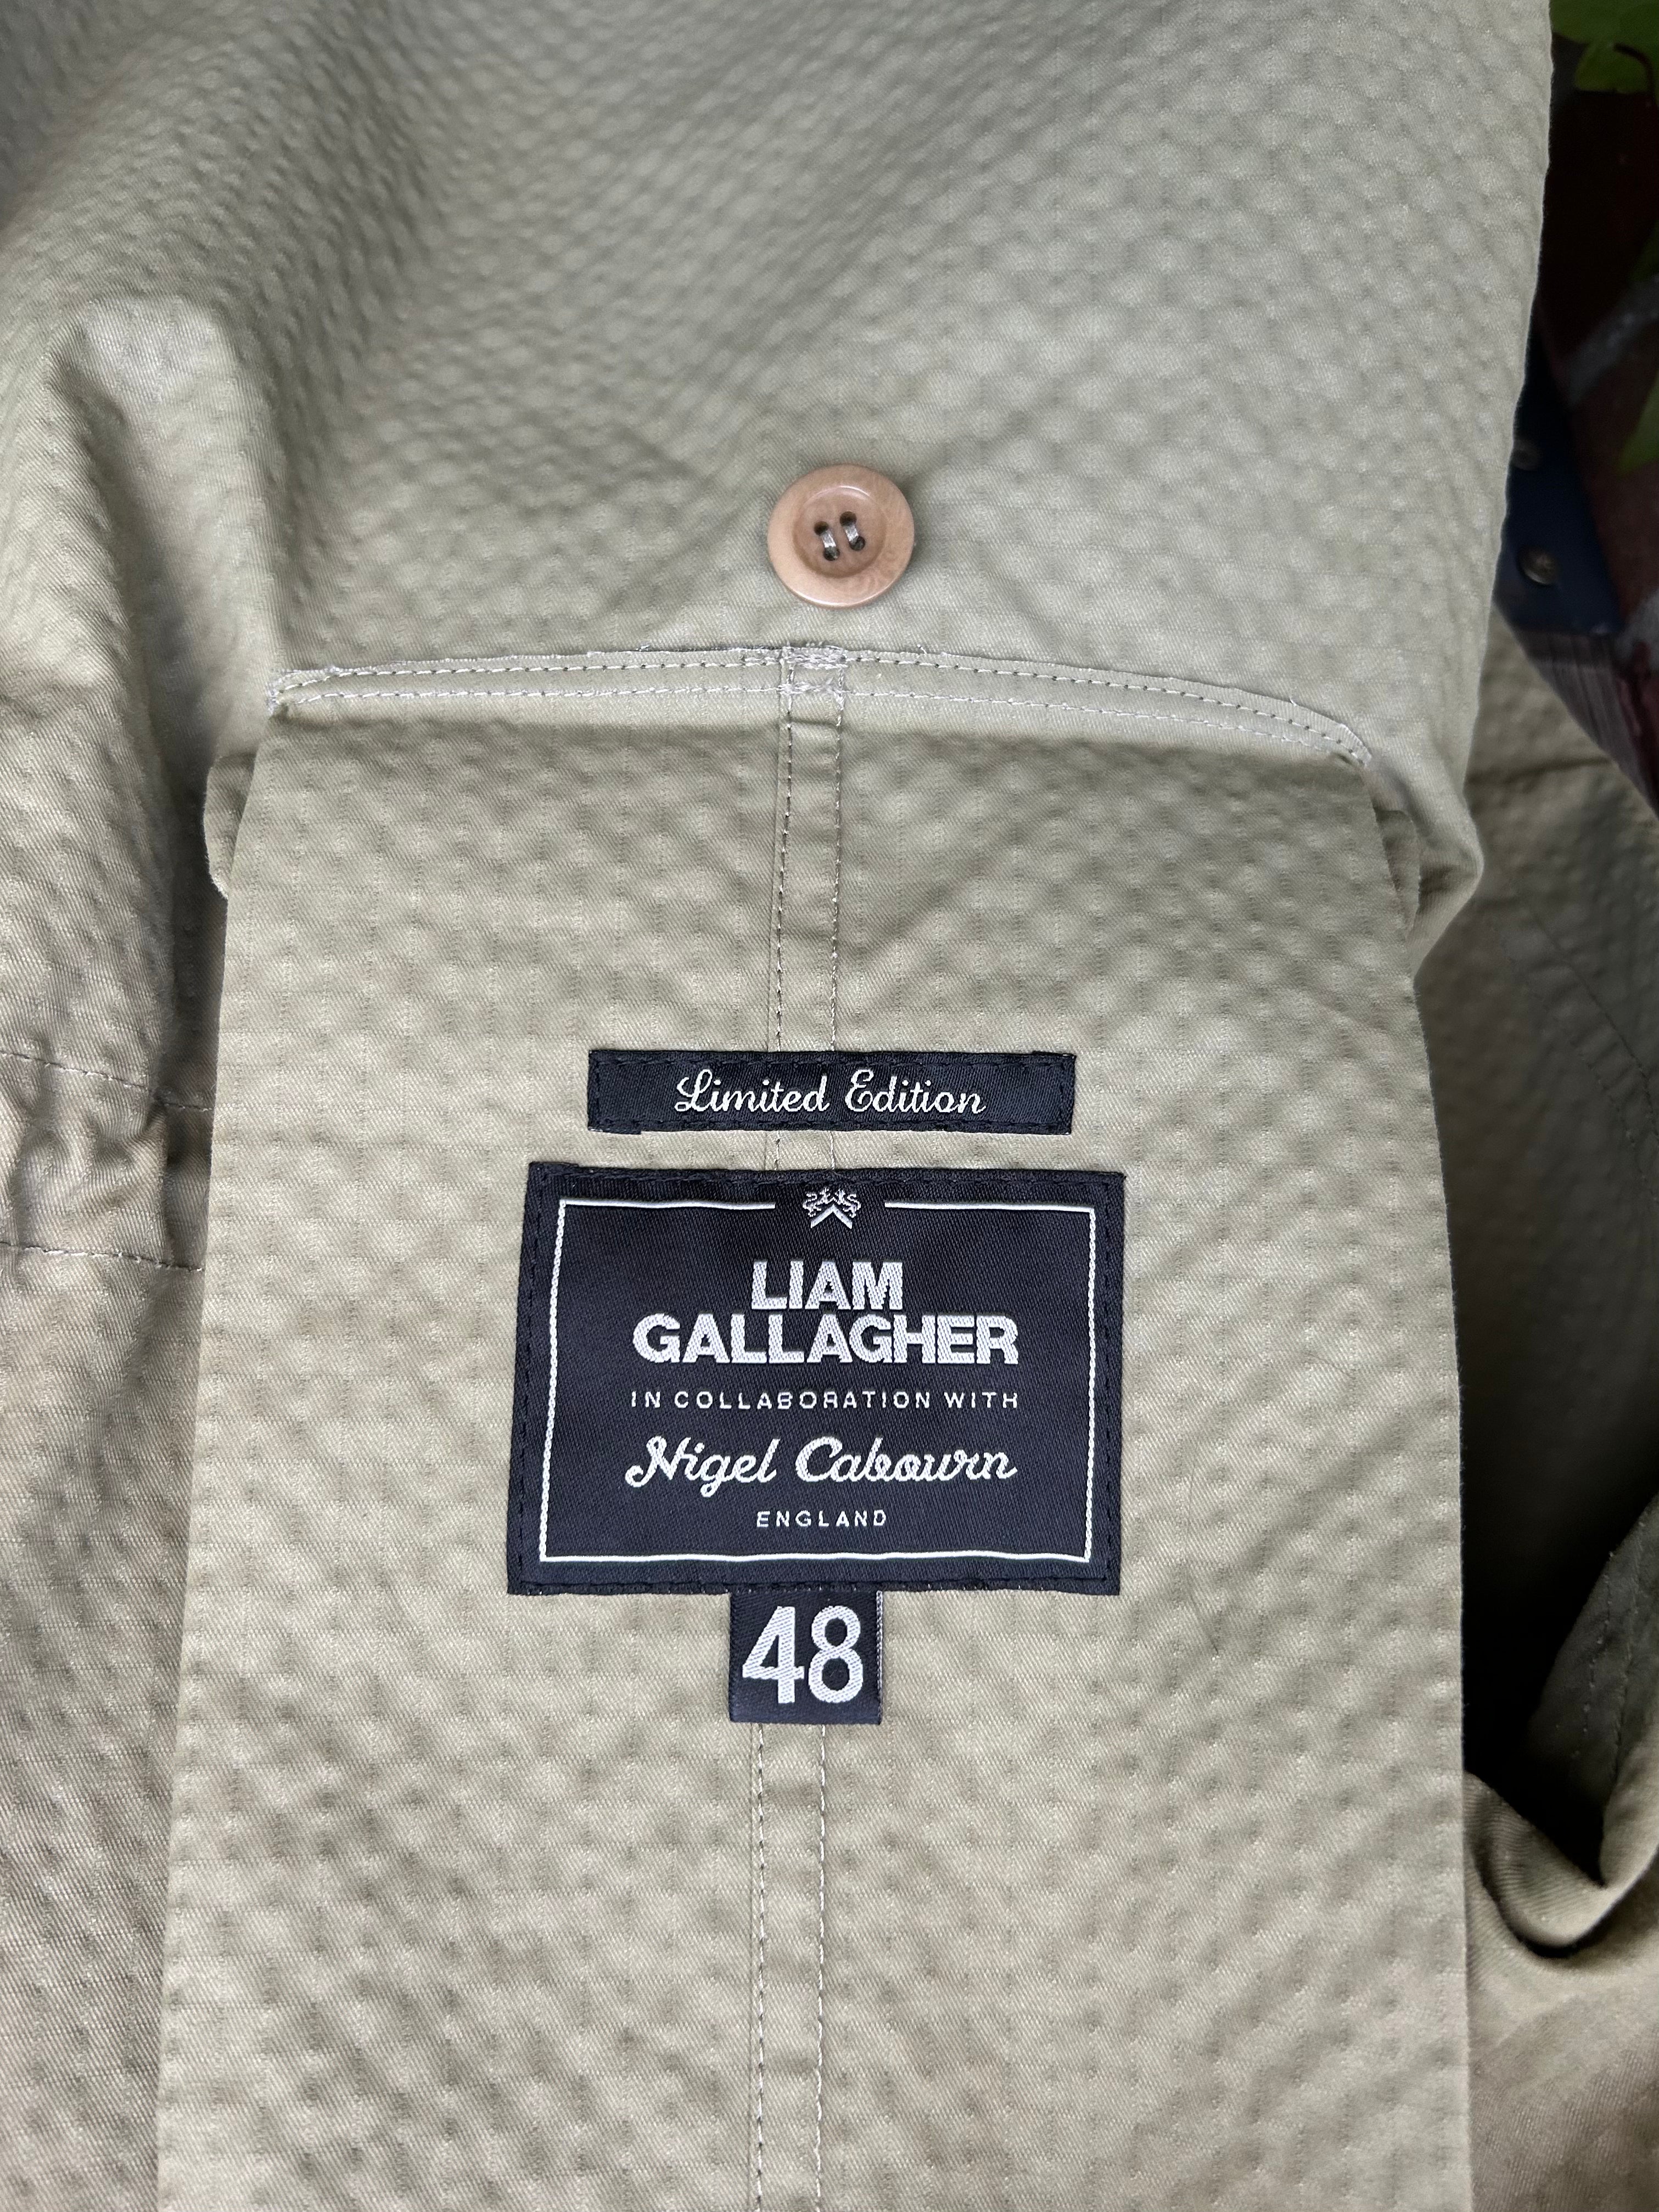 Limited Edition
LIAM
GALLAGHER
IN COLLABORATION WITH
Nigel Cabourn
ENGLAND
48